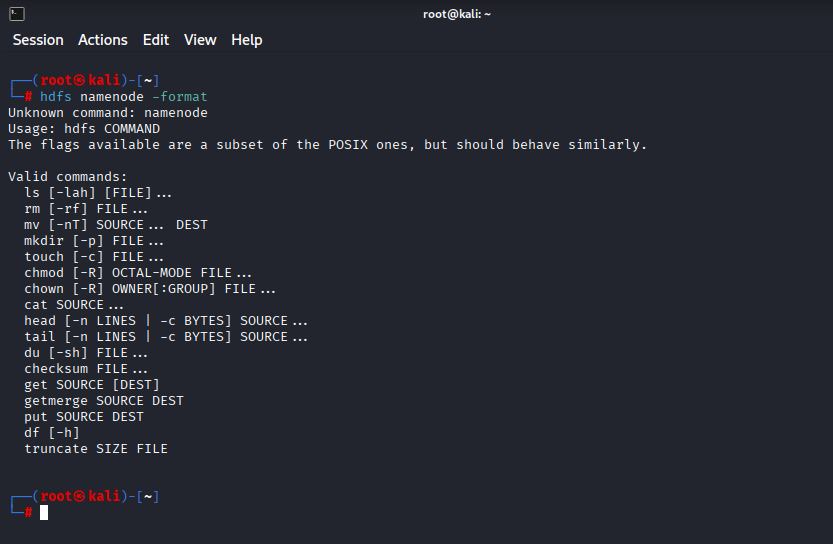 root@kali: ~
Session Actions Edit View Help
┌──(root㉿kali)-[~]
└─# hdfs namenode -format
Unknown command: namenode
Usage: hdfs COMMAND
The flags available are a subset of the POSIX ones, but should behave similarly.
Valid commands:
ls [-lah] [FILE]...
rm [-rf] FILE...
mv [-nT] SOURCE... DEST
mkdir [-p] FILE...
touch [-c] FILE...
chmod [-R] OCTAL-MODE FILE...
chown [-R] OWNER[:GROUP] FILE...
cat SOURCE...
head [-n LINES | -c BYTES] SOURCE...
tail [-n LINES | -c BYTES] SOURCE...
du [-sh] FILE...
checksum FILE...
get SOURCE [DEST]
getmerge SOURCE DEST
put SOURCE DEST
df [-h]
truncate SIZE FILE
┌──(root㉿kali)-[~]
└─#